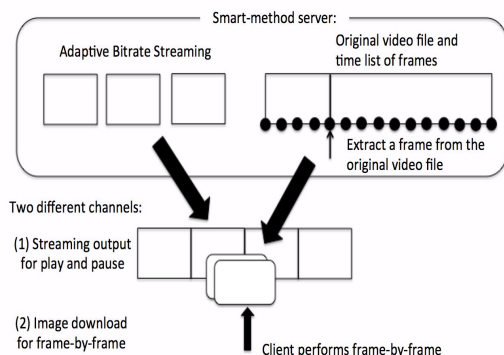 Smart-method server:
Adaptive Bitrate Streaming
Original video file and
time list of frames
Extract a frame from the
original video file
Two different channels:
(1) Streaming output
for play and pause
(2) Image download
for frame-by-frame
Client performs frame-by-frame